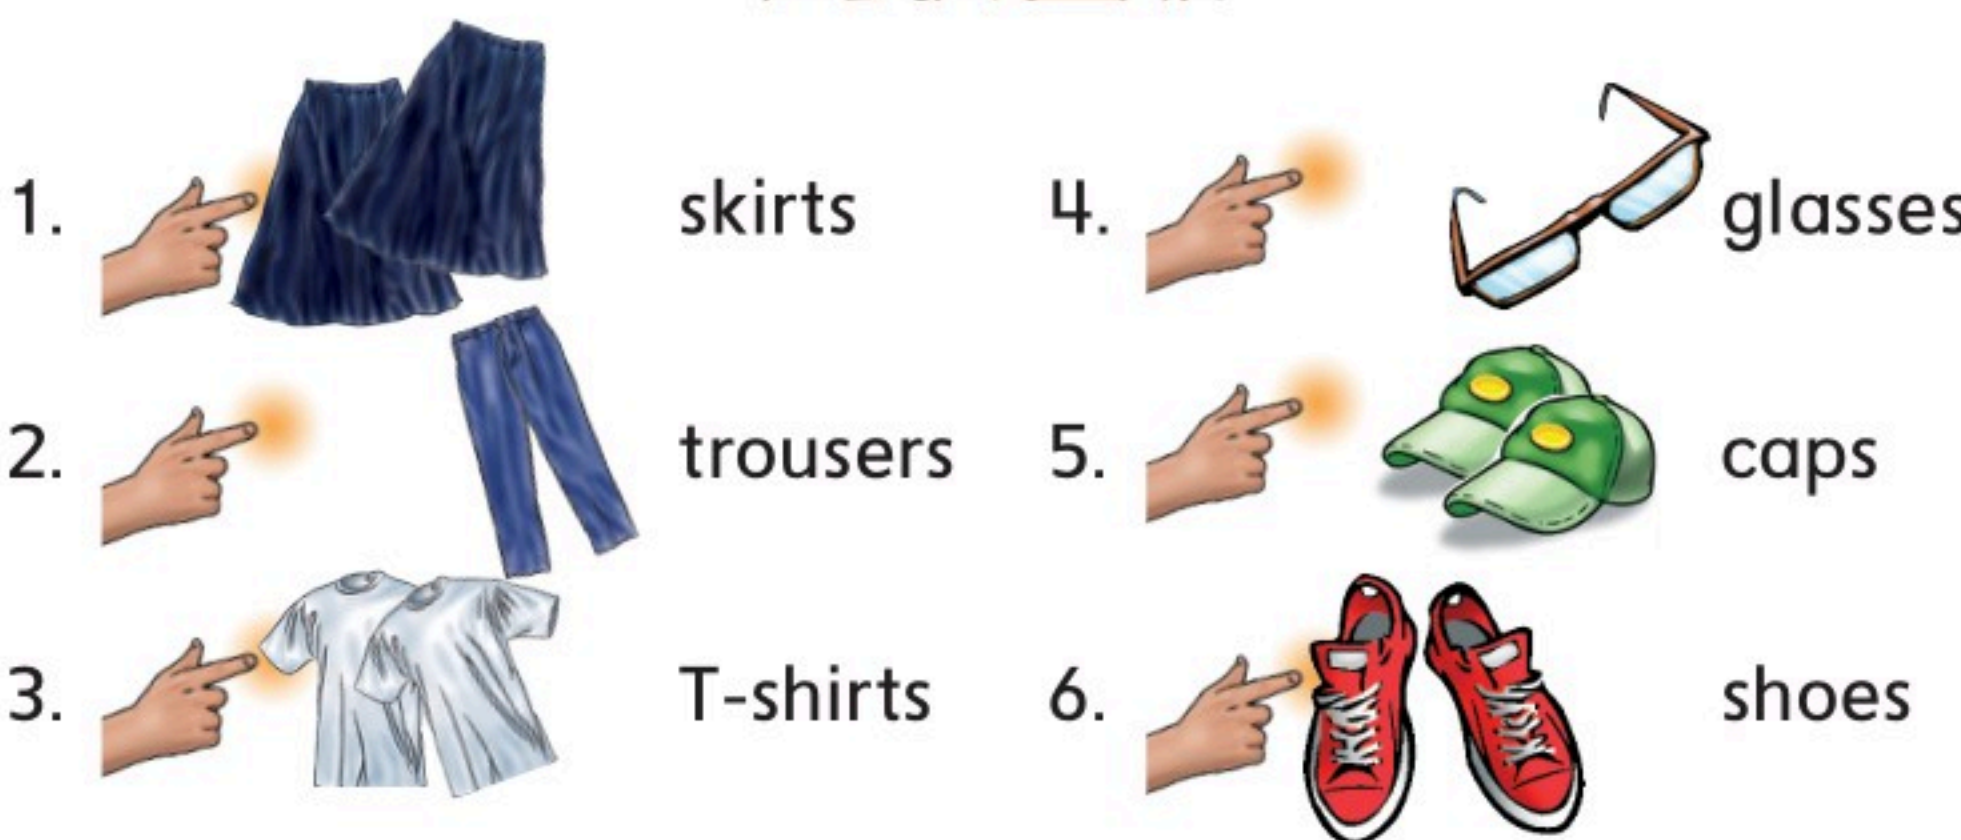 1. skirts
2. trousers
3. T-shirts
4. glasses
5. caps
6. shoes